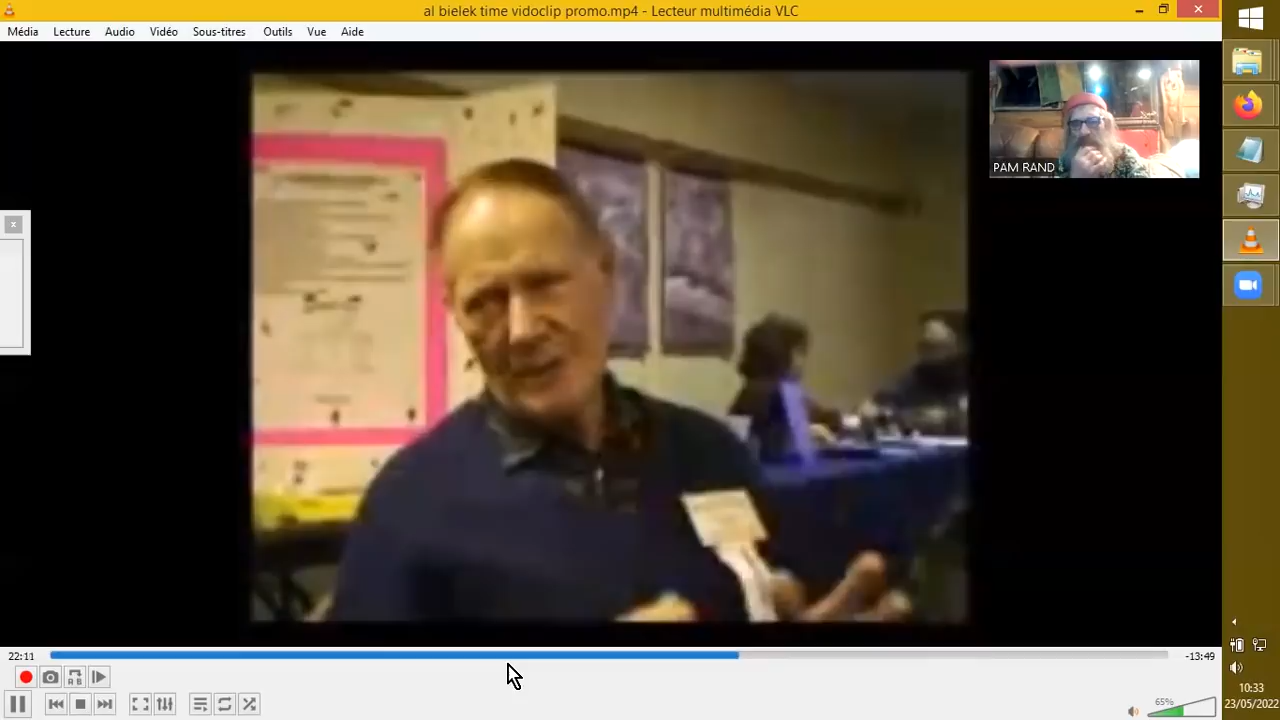 al bielek time vidoclip promo.mp4 - Lecteur multimédia VLC
Média Lecture Audio Vidéo Sous-titres Outils Vue Aide
PAM RAND
22:11
-13:49
65%
10:33
23/05/2022